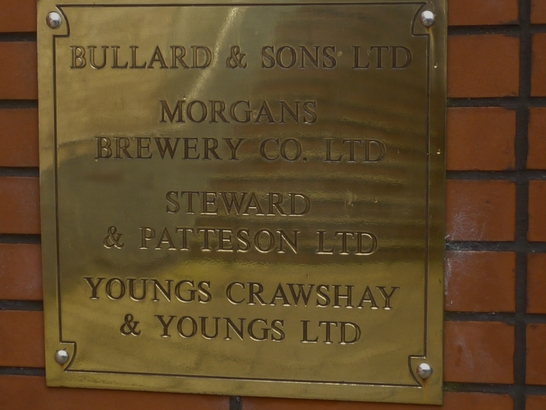 BULLARD & SONS LTD
MORGANS
BREWERY CO. LTD
STEWARD
& PATTESON LTD
YOUNGS CRAWSHAY
& YOUNGS LTD